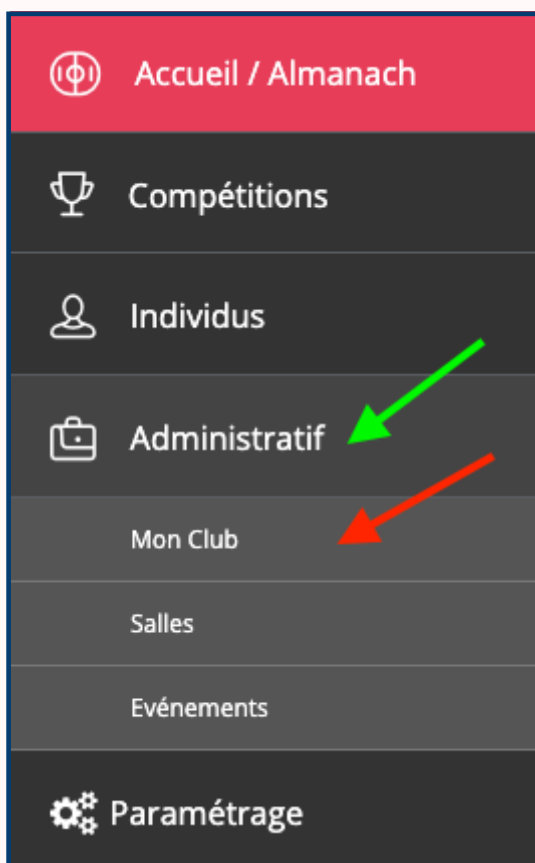 Accueil / Almanach
Compétitions
Individus
Administratif
Mon Club
Salles
Evénements
Paramétrage